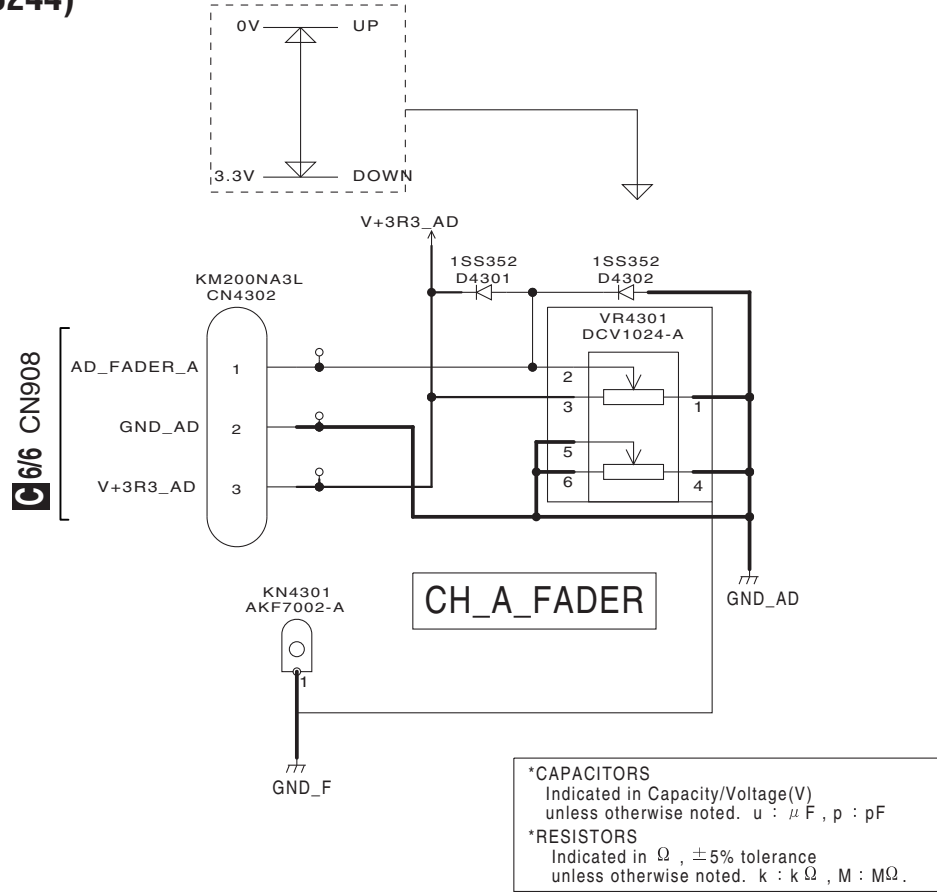 0V UP
3.3V DOWN
V+3R3_AD
1SS352
D4301
1SS352
D4302
KM200NA3L
CN4302
VR4301
DCV1024-A
C 6/6 CN908
AD_FADER_A 1
GND_AD 2
V+3R3_AD 3
2
3
1
5
6
4
GND_AD
KN4301
AKF7002-A
1
CH_A_FADER
GND_F
*CAPACITORS
Indicated in Capacity/Voltage(V)
unless otherwise noted. u : μF , p : pF
*RESISTORS
Indicated in Ω , ±5% tolerance
unless otherwise noted. k : kΩ , M : MΩ.